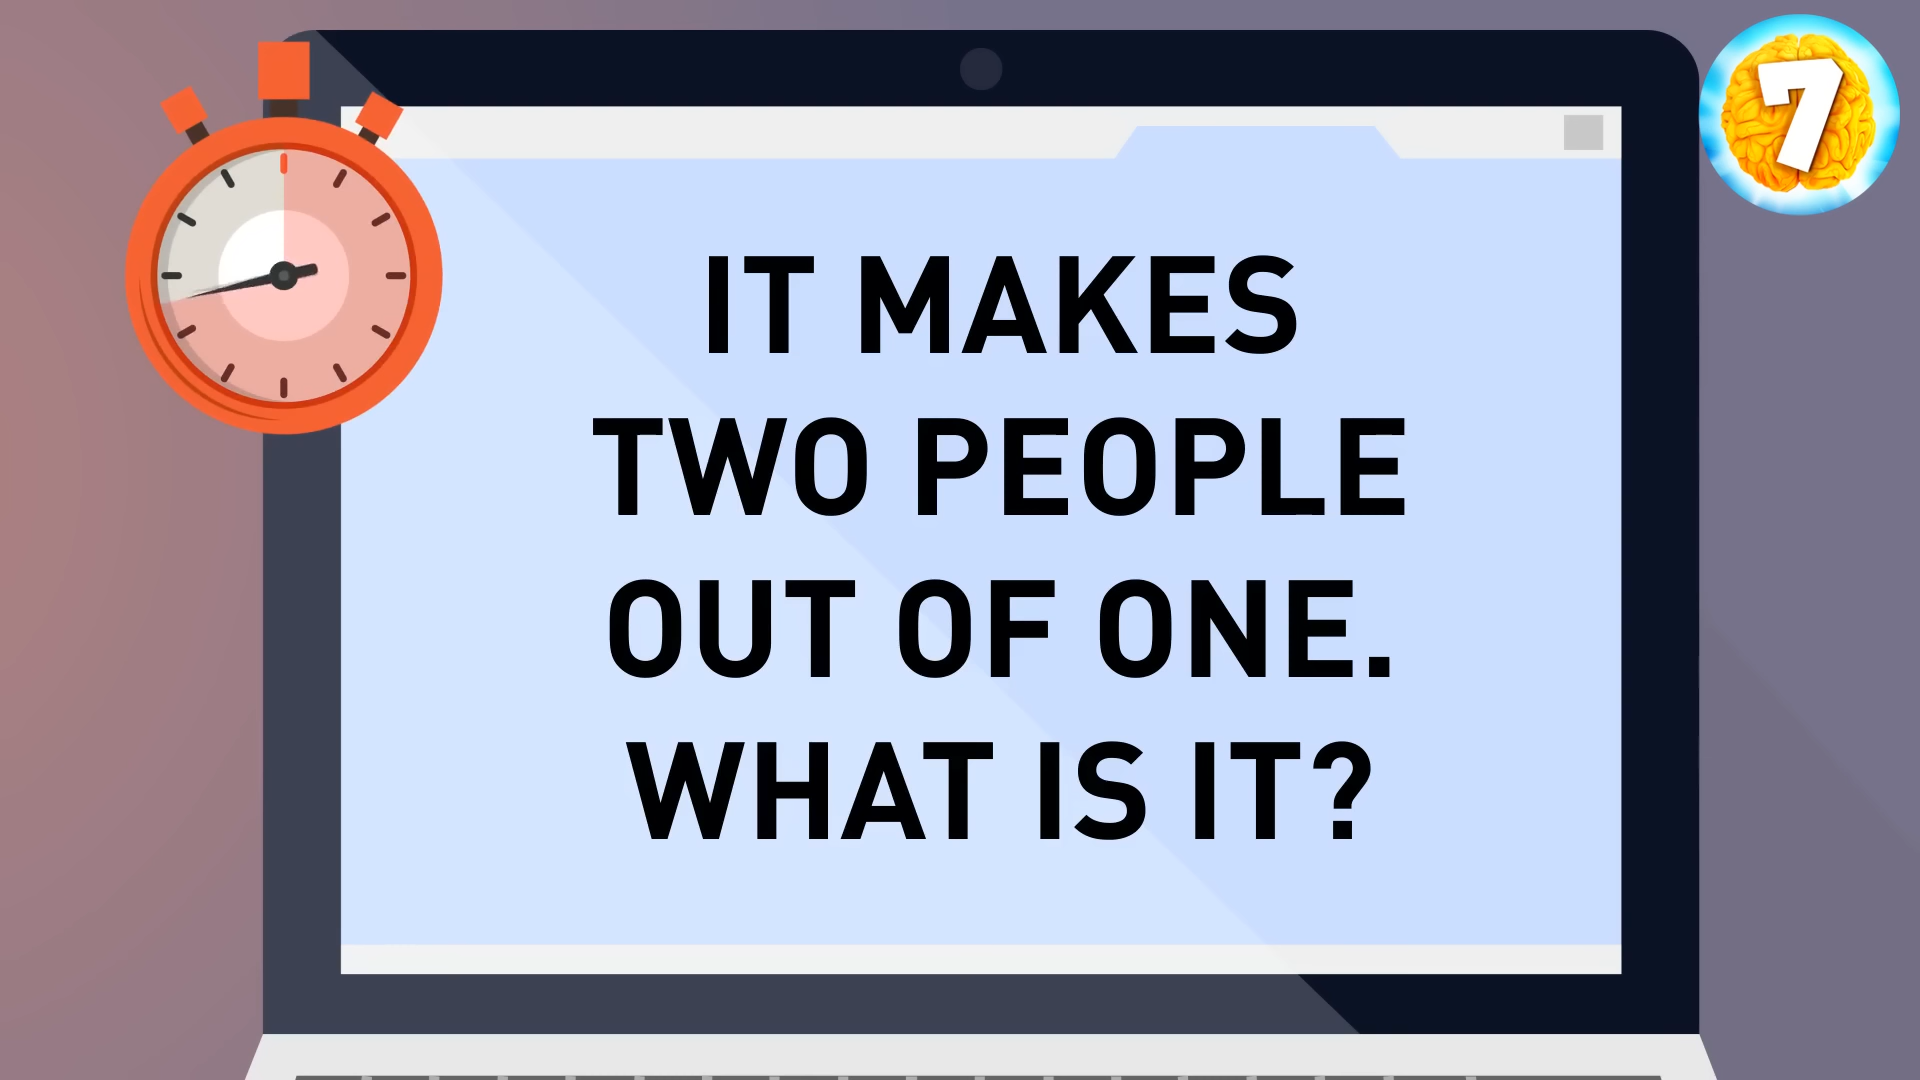 7
IT MAKES
TWO PEOPLE
OUT OF ONE.
WHAT IS IT?